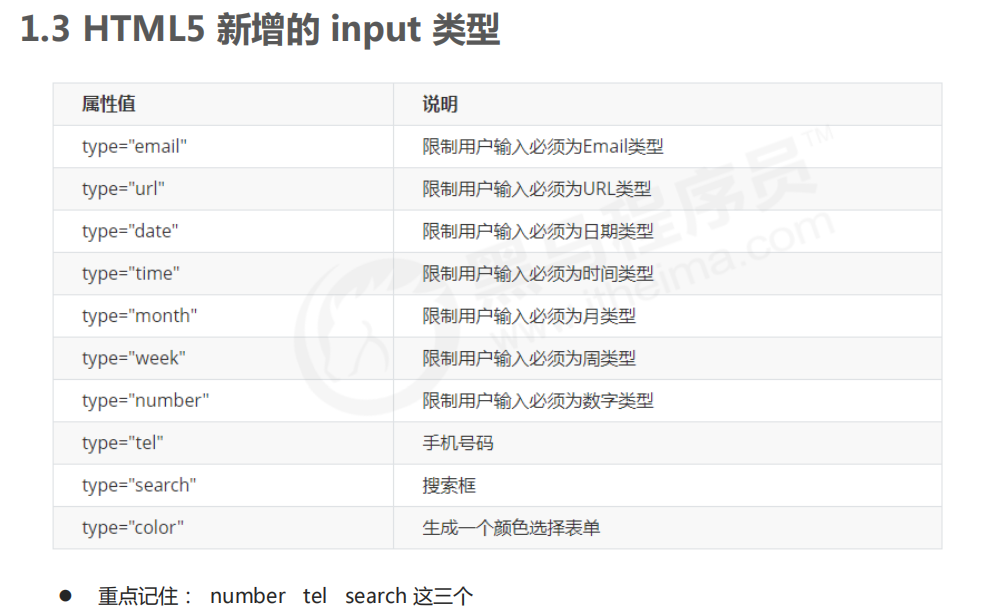 1.3 HTML5 新增的 input 类型
属性值 说明
type="email" 限制用户输入必须为Email类型
type="url" 限制用户输入必须为URL类型
type="date" 限制用户输入必须为日期类型
type="time" 限制用户输入必须为时间类型
type="month" 限制用户输入必须为月类型
type="week" 限制用户输入必须为周类型
type="number" 限制用户输入必须为数字类型
type="tel" 手机号码
type="search" 搜索框
type="color" 生成一个颜色选择表单
黑马程序员™
www.itheima.com
● 重点记住： number tel search 这三个